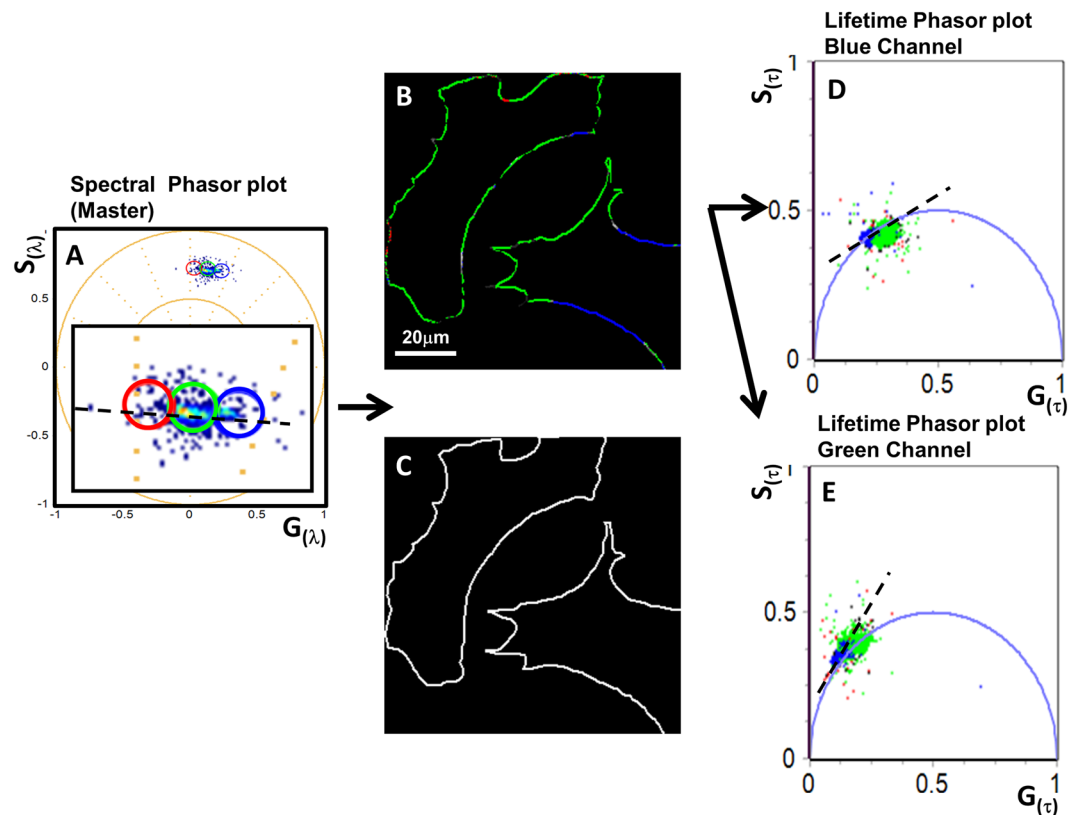 Spectral Phasor plot
(Master)
A
S(λ)
1
0.5
0
-0.5
-1
-1
-0.5
0
0.5
1
G(λ)
B
20μm
C
Lifetime Phasor plot
Blue Channel
D
S(τ)
1
0.5
0
0
0.5
1
G(τ)
Lifetime Phasor plot
Green Channel
E
S(τ)
1
0.5
0
0
0.5
1
G(τ)